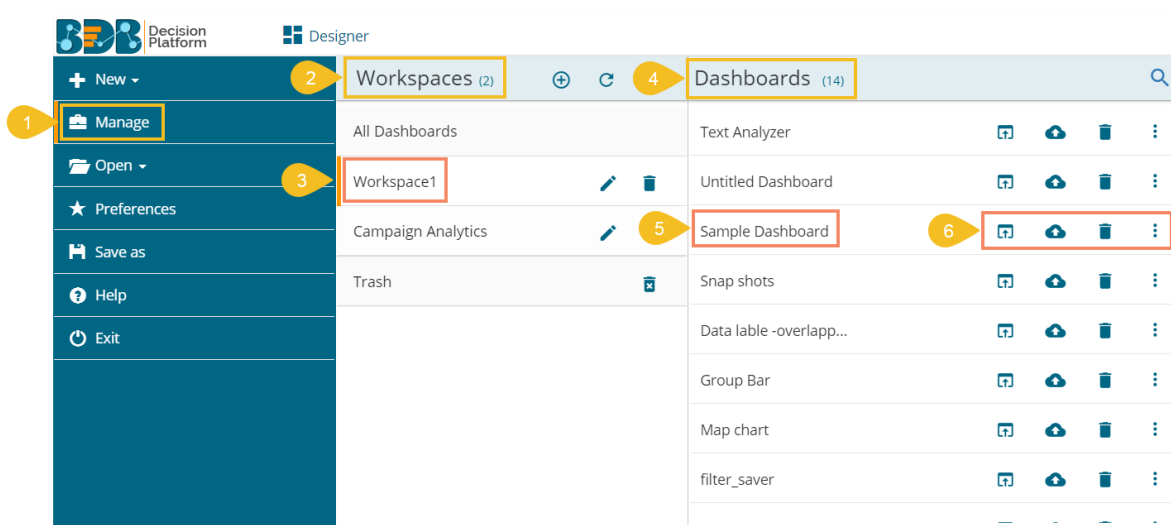 BDB Decision Platform
Designer
New
Manage
Open
Preferences
Save as
Help
Exit
1
2
Workspaces (2)
All Dashboards
3
Workspace1
Campaign Analytics
Trash
4
Dashboards (14)
Text Analyzer
Untitled Dashboard
5
Sample Dashboard
6
Snap shots
Data lable -overlapp...
Group Bar
Map chart
filter_saver